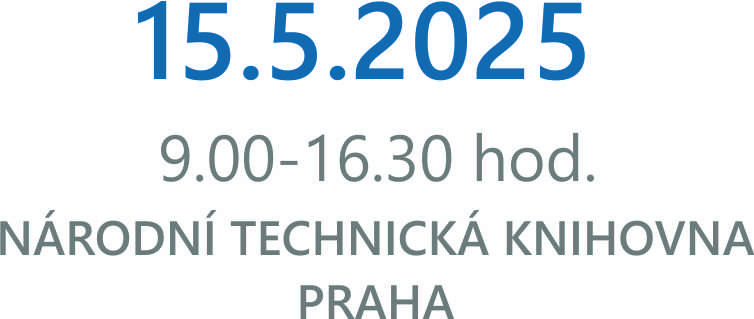 15.5.2025
9.00-16.30 hod.
NÁRODNÍ TECHNICKÁ KNIHOVNA
PRAHA